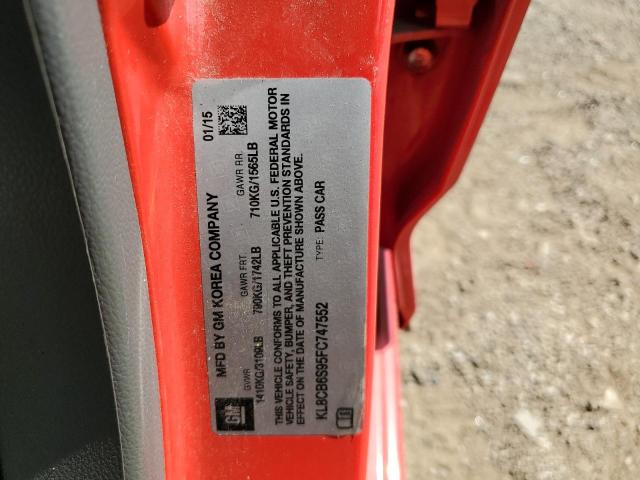 MFD BY GM KOREA COMPANY 01/15
GVWR GAWR FRT GAWR RR
1410KG/3109LB 790KG/1742LB 710KG/1565LB
THIS VEHICLE CONFORMS TO ALL APPLICABLE U.S. FEDERAL MOTOR
VEHICLE SAFETY, BUMPER, AND THEFT PREVENTION STANDARDS IN
EFFECT ON THE DATE OF MANUFACTURE SHOWN ABOVE.
KL8CB6S95FC747552 TYPE: PASS CAR
GM